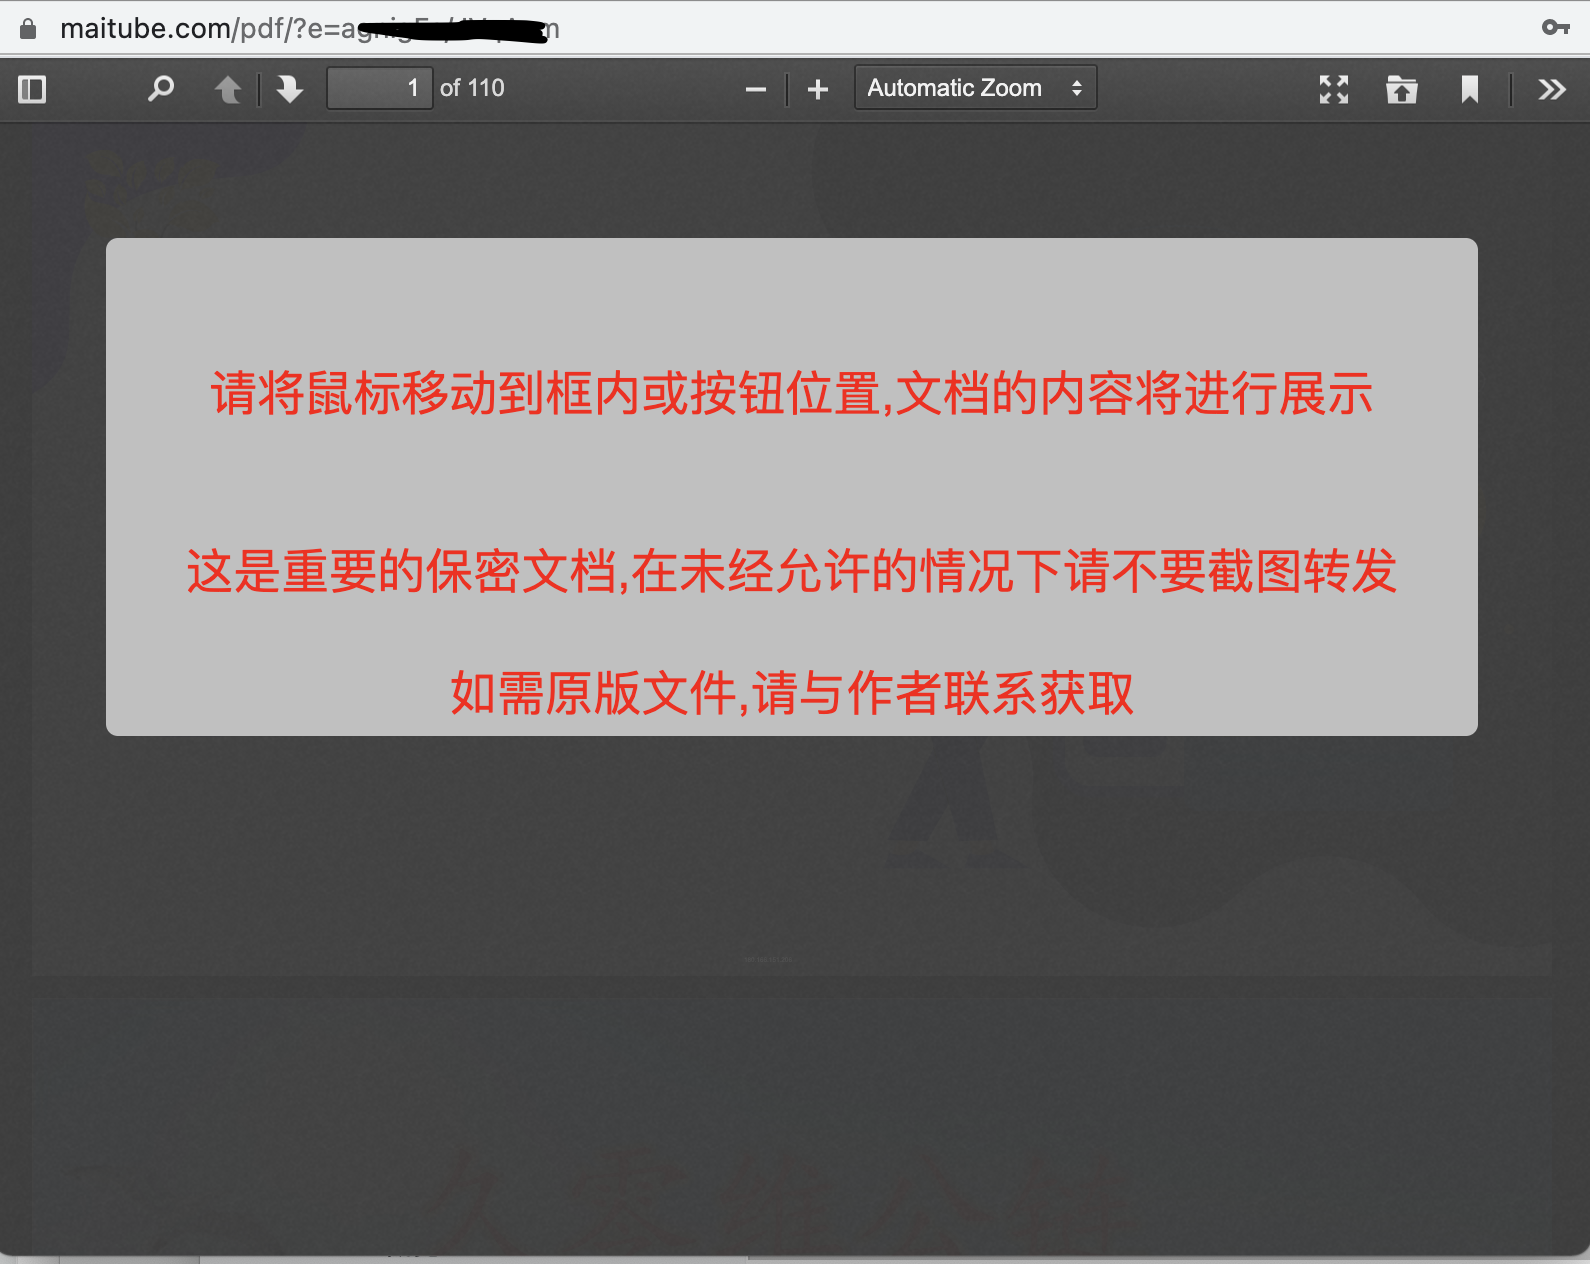 maitube.com/pdf/?e=
1 of 110
Automatic Zoom
请将鼠标移动到框内或按钮位置,文档的内容将进行展示
这是重要的保密文档,在未经允许的情况下请不要截图转发
如需原版文件,请与作者联系获取